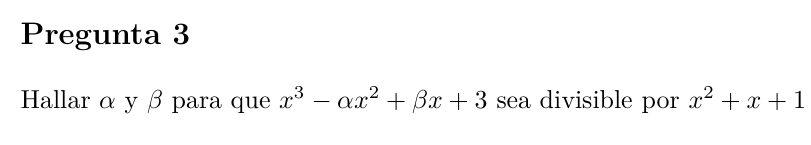 Pregunta 3
Hallar α y β para que x³ − αx² + βx + 3 sea divisible por x² + x + 1